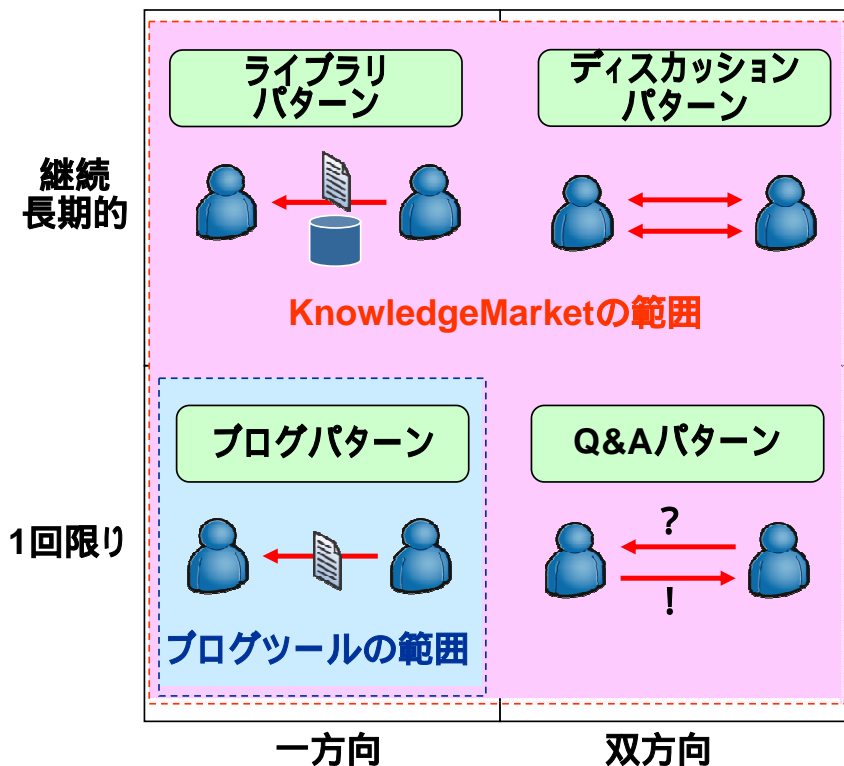 ライブラリ
パターン
ディスカッション
パターン
継続
長期的
KnowledgeMarketの範囲
ブログパターン
Q&Aパターン
?
1回限り
!
ブログツールの範囲
一方向
双方向